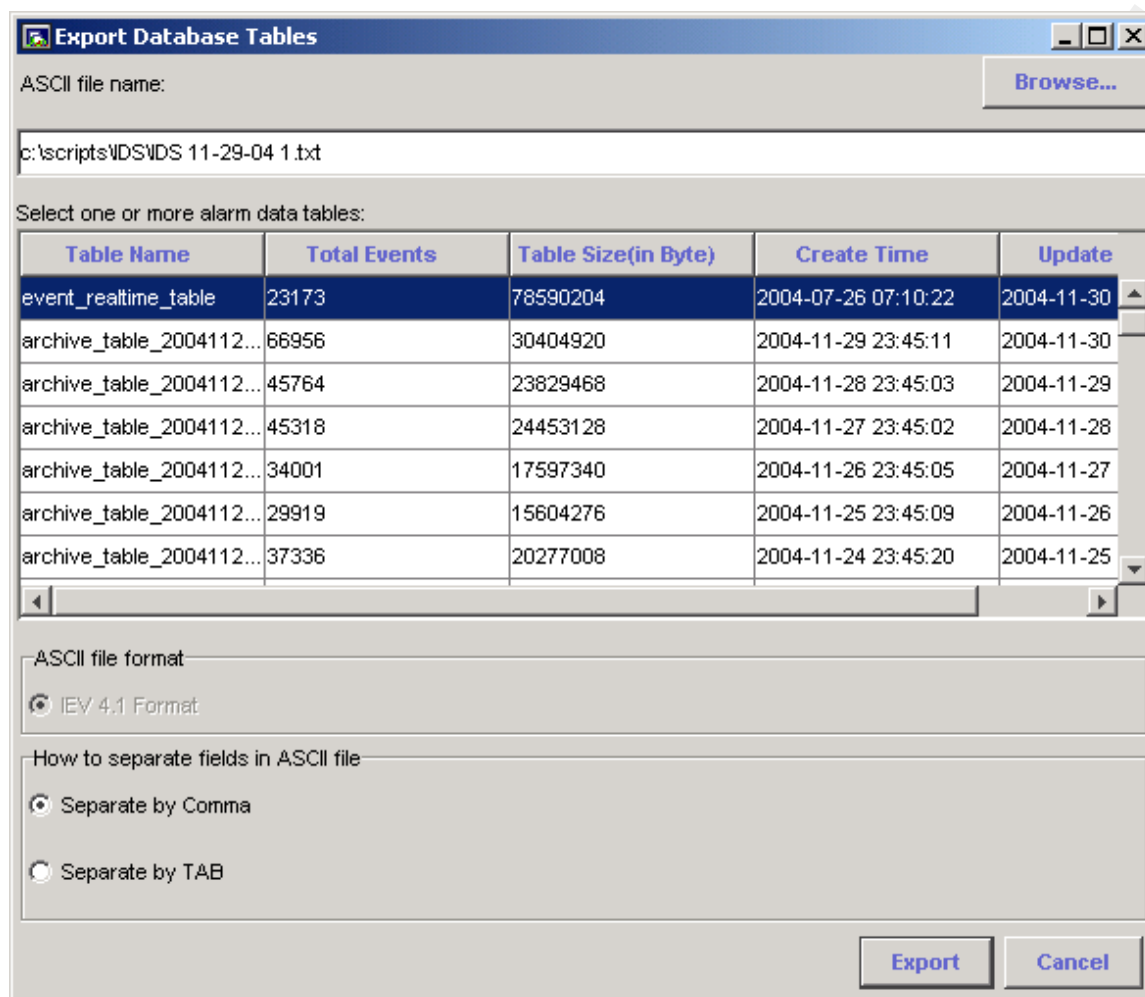 Export Database Tables
ASCII file name:
Browse...
c:\scripts\IDS\IDS 11-29-04 1.txt
Select one or more alarm data tables:
Table Name Total Events Table Size(in Byte) Create Time Update
event_realtime_table 23173 78590204 2004-07-26 07:10:22 2004-11-30
archive_table_2004112... 66956 30404920 2004-11-29 23:45:11 2004-11-30
archive_table_2004112... 45764 23829468 2004-11-28 23:45:03 2004-11-29
archive_table_2004112... 45318 24453128 2004-11-27 23:45:02 2004-11-28
archive_table_2004112... 34001 17597340 2004-11-26 23:45:05 2004-11-27
archive_table_2004112... 29919 15604276 2004-11-25 23:45:09 2004-11-26
archive_table_2004112... 37336 20277008 2004-11-24 23:45:20 2004-11-25
ASCII file format
IEV 4.1 Format
How to separate fields in ASCII file
Separate by Comma
Separate by TAB
Export Cancel